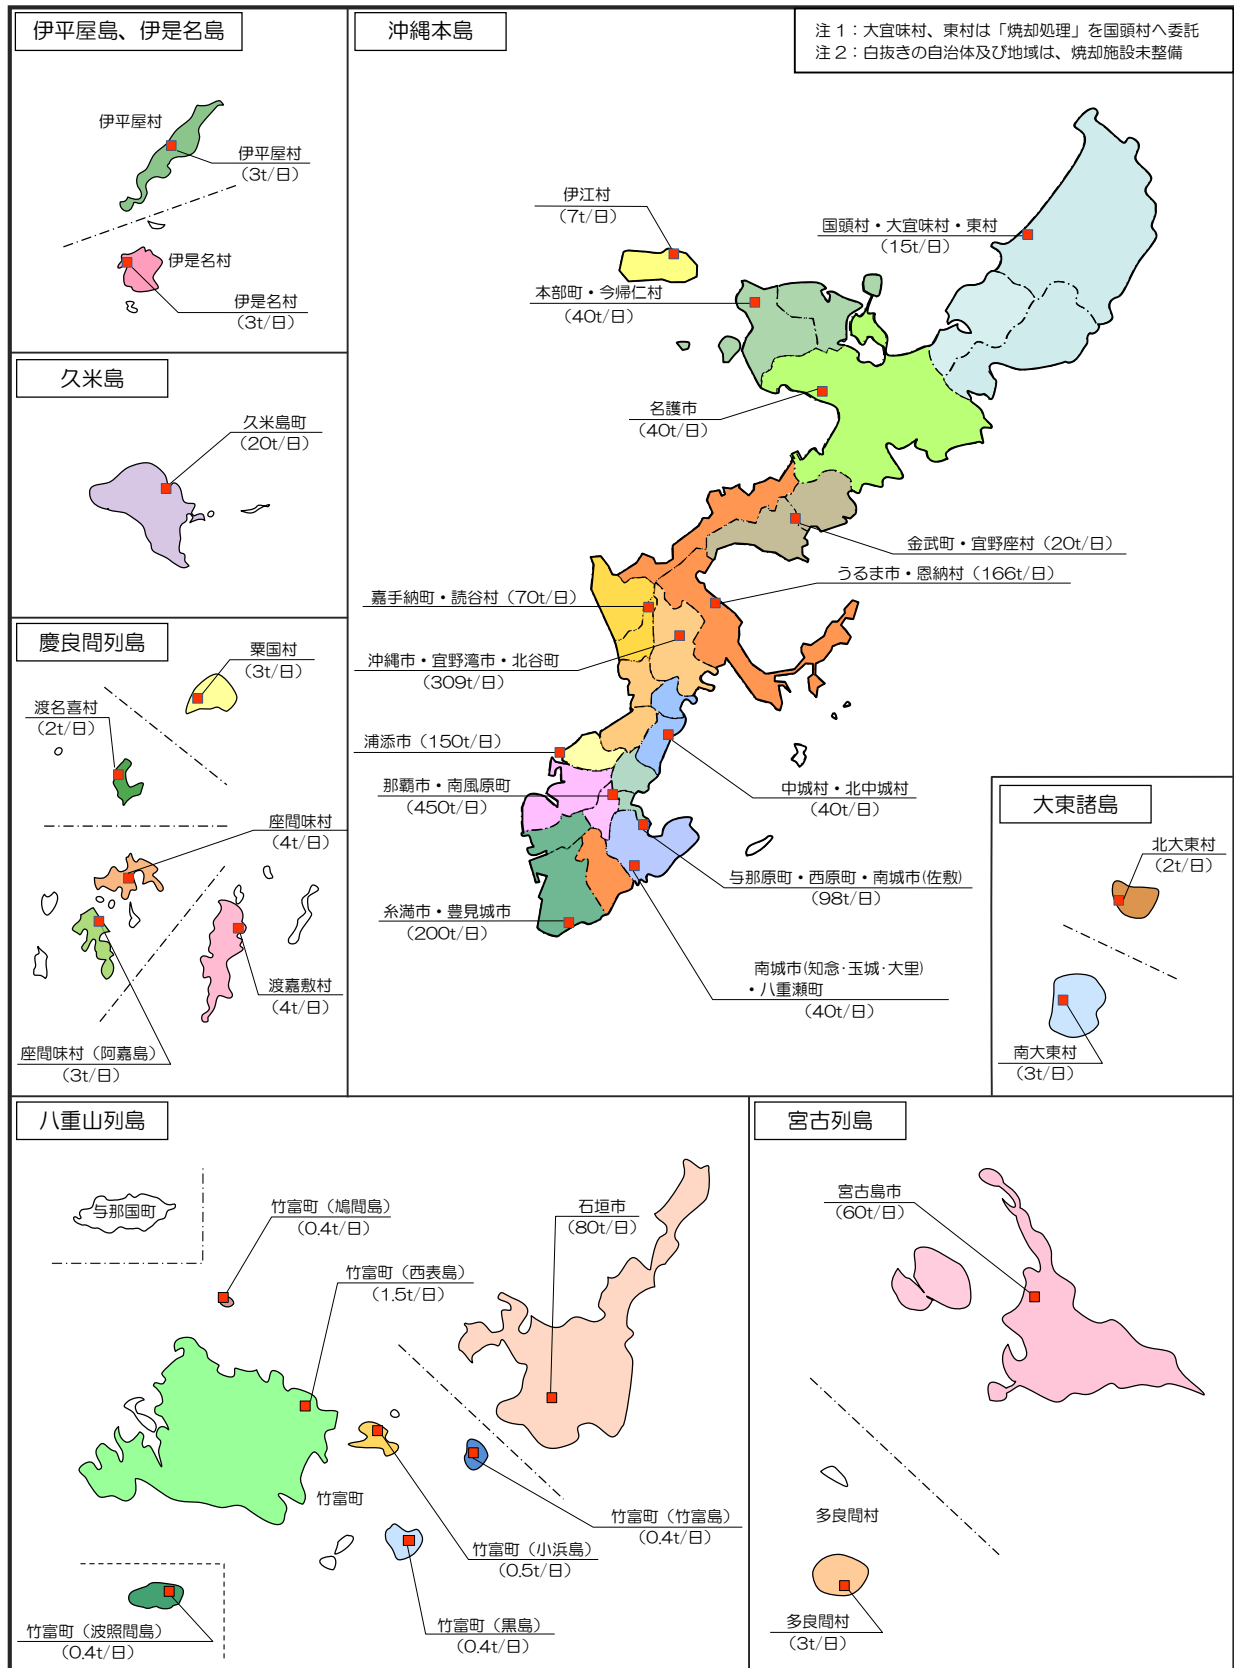 伊平屋島、伊是名島
伊平屋村
伊平屋村
(3t/日)
伊是名村
伊是名村
(3t/日)
沖縄本島
注1：大宜味村、東村は「焼却処理」を国頭村へ委託
注2：白抜きの自治体及び地域は、焼却施設未整備
伊江村
(7t/日)
国頭村・大宜味村・東村
(15t/日)
本部町・今帰仁村
(40t/日)
名護市
(40t/日)
金武町・宜野座村(20t/日)
うるま市・恩納村(166t/日)
嘉手納町・読谷村(70t/日)
沖縄市・宜野湾市・北谷町
(309t/日)
浦添市(150t/日)
那覇市・南風原町
(450t/日)
中城村・北中城村
(40t/日)
与那原町・西原町・南城市(佐敷)
(98t/日)
糸満市・豊見城市
(200t/日)
南城市(知念・玉城・大里)
・八重瀬町
(40t/日)
久米島
久米島町
(20t/日)
慶良間列島
粟国村
(3t/日)
渡名喜村
(2t/日)
座間味村
(4t/日)
渡嘉敷村
(4t/日)
座間味村(阿嘉島)
(3t/日)
大東諸島
北大東村
(2t/日)
南大東村
(3t/日)
八重山列島
与那国町
竹富町(鳩間島)
(0.4t/日)
竹富町(西表島)
(1.5t/日)
石垣市
(80t/日)
竹富町
竹富町(竹富島)
(0.4t/日)
竹富町(小浜島)
(0.5t/日)
竹富町(黒島)
(0.4t/日)
竹富町(波照間島)
(0.4t/日)
宮古列島
宮古島市
(60t/日)
多良間村
多良間村
(3t/日)